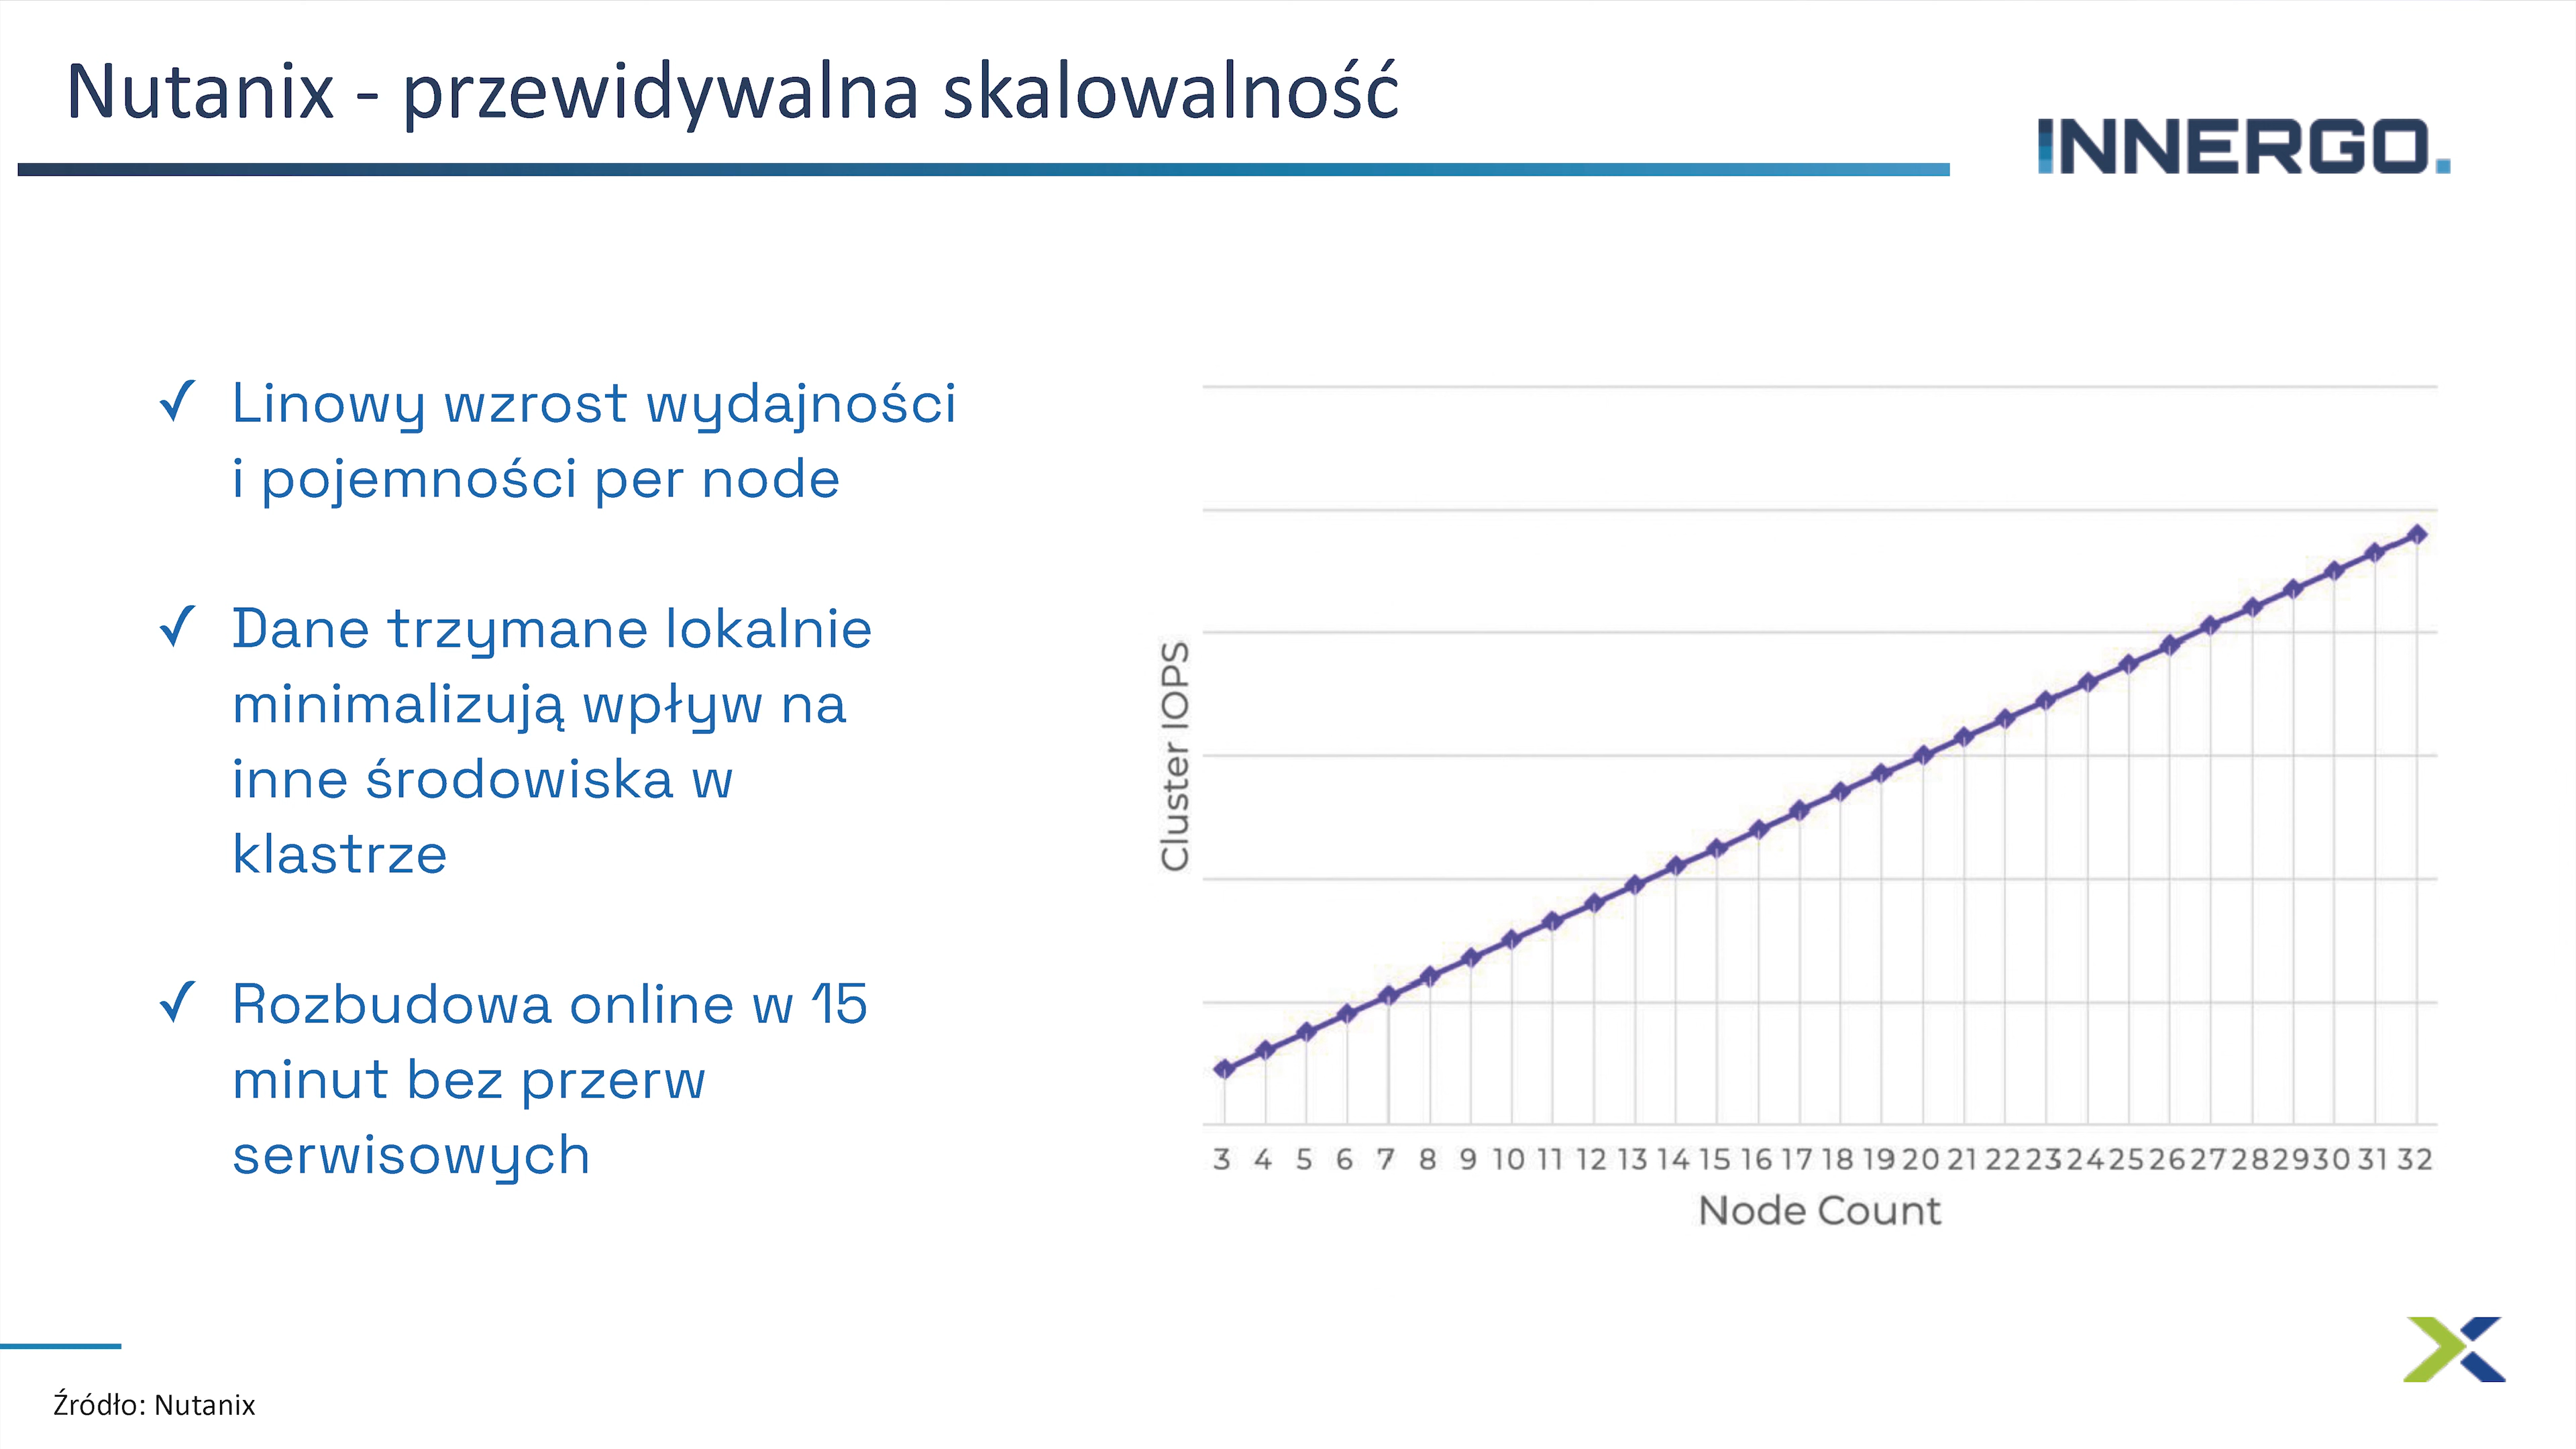 Nutanix - przewidywalna skalowalność
INNERGO.
✓ Linowy wzrost wydajności
i pojemności per node
✓ Dane trzymane lokalnie
minimalizują wpływ na
inne środowiska w
klastrze
✓ Rozbudowa online w 15
minut bez przerw
serwisowych
Cluster IOPS
3 4 5 6 7 8 9 10 11 12 13 14 15 16 17 18 19 20 21 22 23 24 25 26 27 28 29 30 31 32
Node Count
Źródło: Nutanix